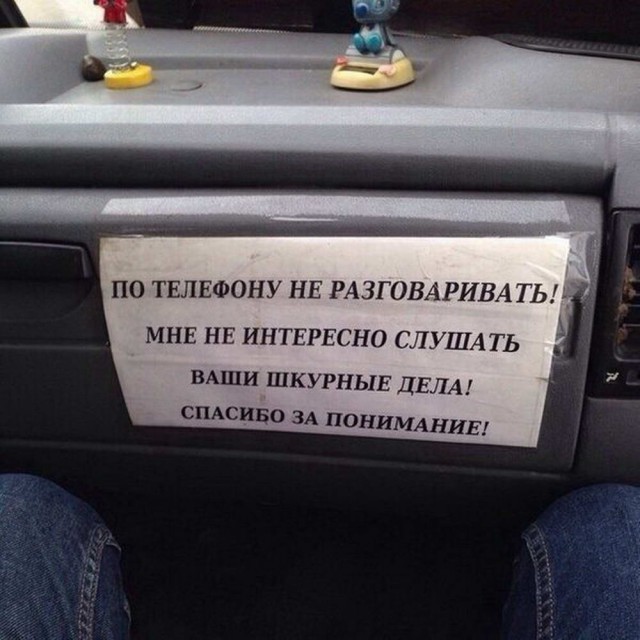 ПО ТЕЛЕФОНУ НЕ РАЗГОВАРИВАТЬ!
МНЕ НЕ ИНТЕРЕСНО СЛУШАТЬ
ВАШИ ШКУРНЫЕ ДЕЛА!
СПАСИБО ЗА ПОНИМАНИЕ!